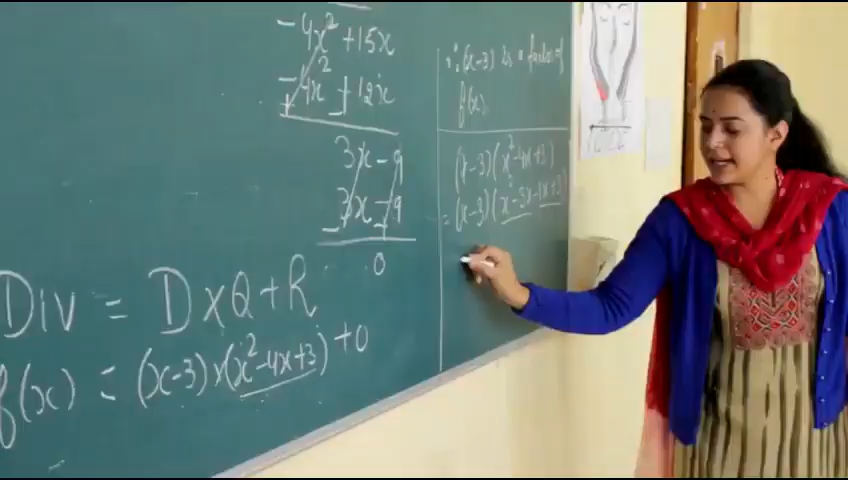 - 4x² + 15x
- 4x² + 12x
3x - 9
3x - 9
0
Div = D x Q + R
f(x) = (x-3) x (x²-4x+3) + 0
∴ (x-3) is a factor of
f(x).
(x-3)(x²-4x+3)
= (x-3)(x²-3x-1x+3)